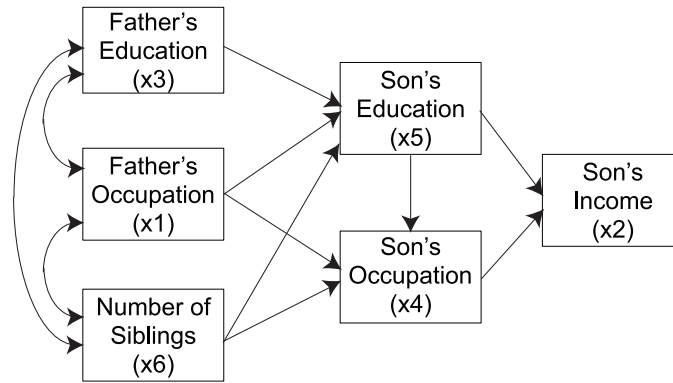 Father's
Education
(x3)
Father's
Occupation
(x1)
Number of
Siblings
(x6)
Son's
Education
(x5)
Son's
Occupation
(x4)
Son's
Income
(x2)